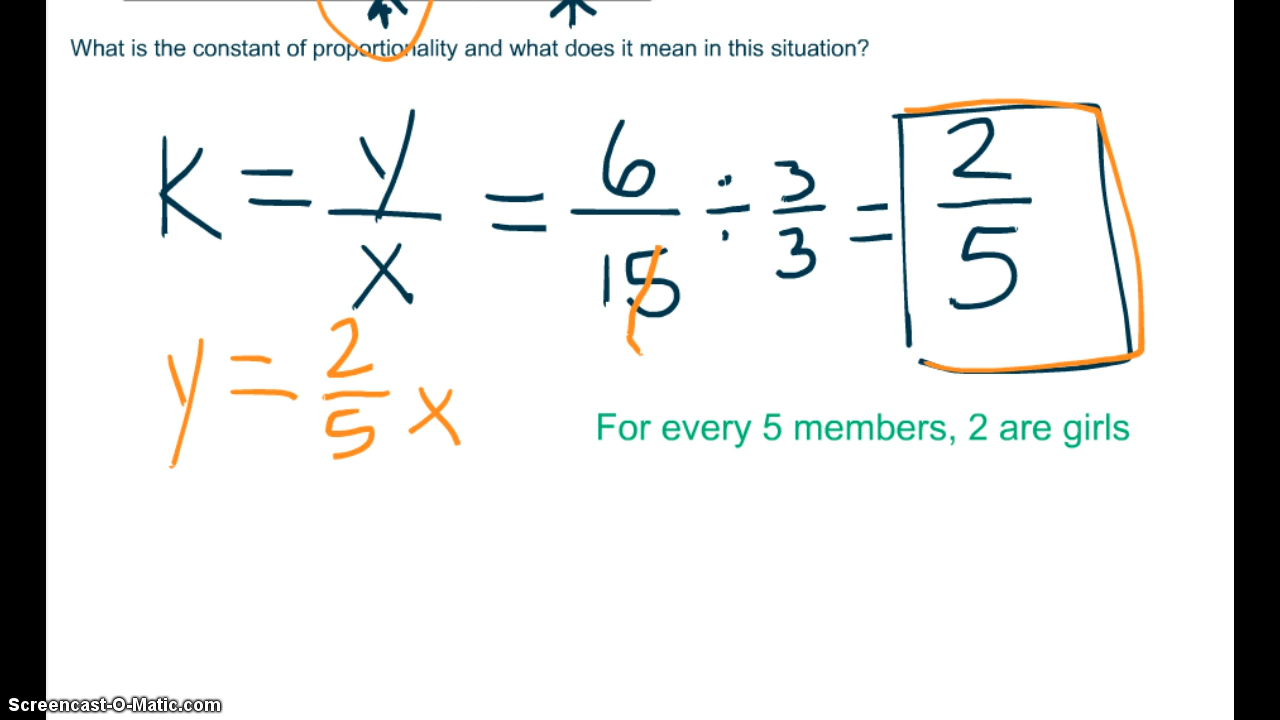 What is the constant of proportionality and what does it mean in this situation?
K = y/x = 6/15 ÷ 3/3 = 2/5
y = 2/5 x
For every 5 members, 2 are girls
Screencast-O-Matic.com